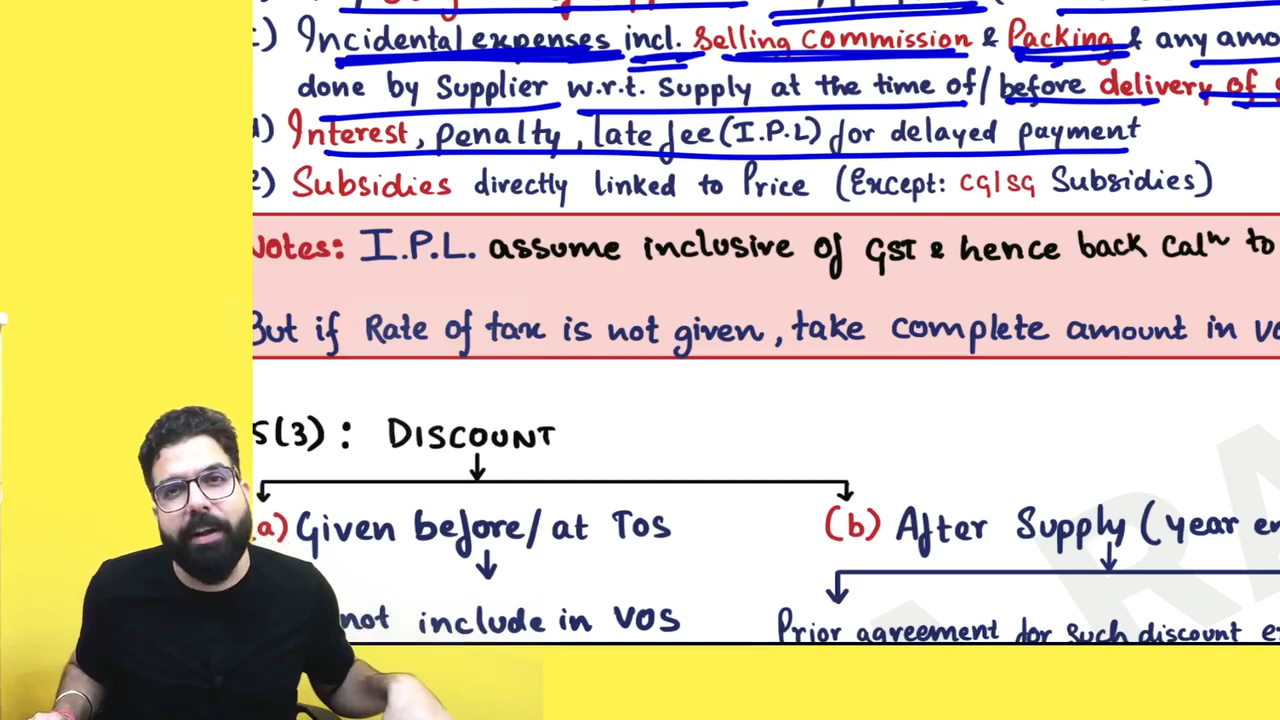 c) Incidental expenses incl. Selling Commission & Packing & any amo
done by Supplier w.r.t. Supply at the time of/ before delivery of
d) Interest, penalty, late fee (I.P.L) for delayed payment
e) Subsidies directly linked to Price (Except: CG/SG Subsidies)
Notes: I.P.L. assume inclusive of GST & hence back Calⁿ to
But if Rate of tax is not given, take complete amount in
5(3): DISCOUNT
(a) Given before/at TOS
(b) After Supply (year en
not include in VOS
Prior agreement for such discount
RA